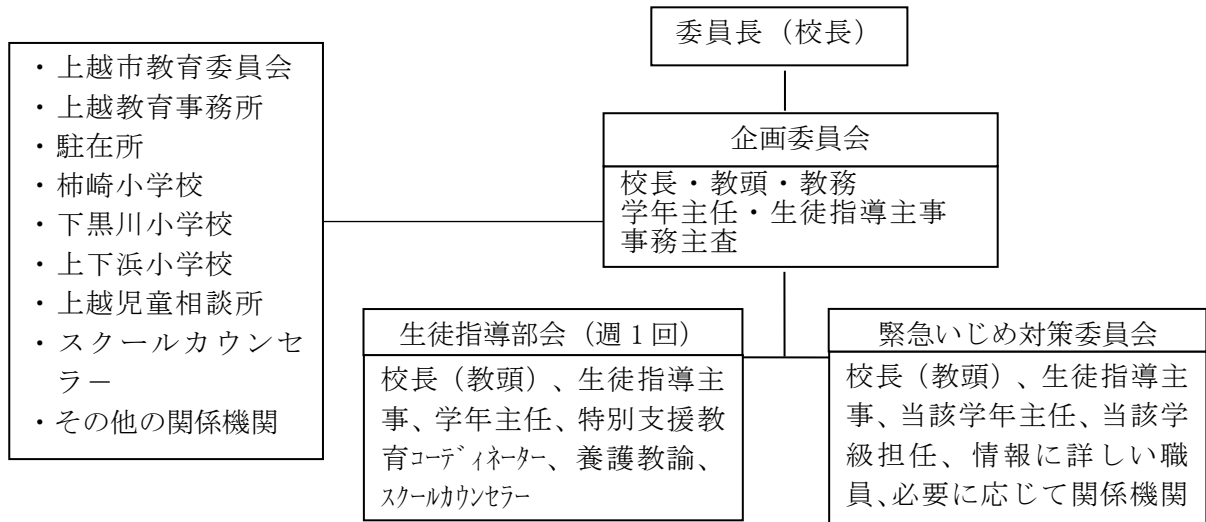 委員長（校長）
・上越市教育委員会
・上越教育事務所
・駐在所
・柿崎小学校
・下黒川小学校
・上下浜小学校
・上越児童相談所
・スクールカウンセ
ラー
・その他の関係機関
企画委員会
校長・教頭・教務
学年主任・生徒指導主事
事務主査
生徒指導部会（週１回）
校長（教頭）、生徒指導主
事、学年主任、特別支援教
育ｺｰﾃﾞｨﾈｰﾀｰ、養護教諭、
ｽｸｰﾙｶｳﾝｾﾗｰ
緊急いじめ対策委員会
校長（教頭）、生徒指導主
事、当該学年主任、当該学
級担任、情報に詳しい職
員、必要に応じて関係機関